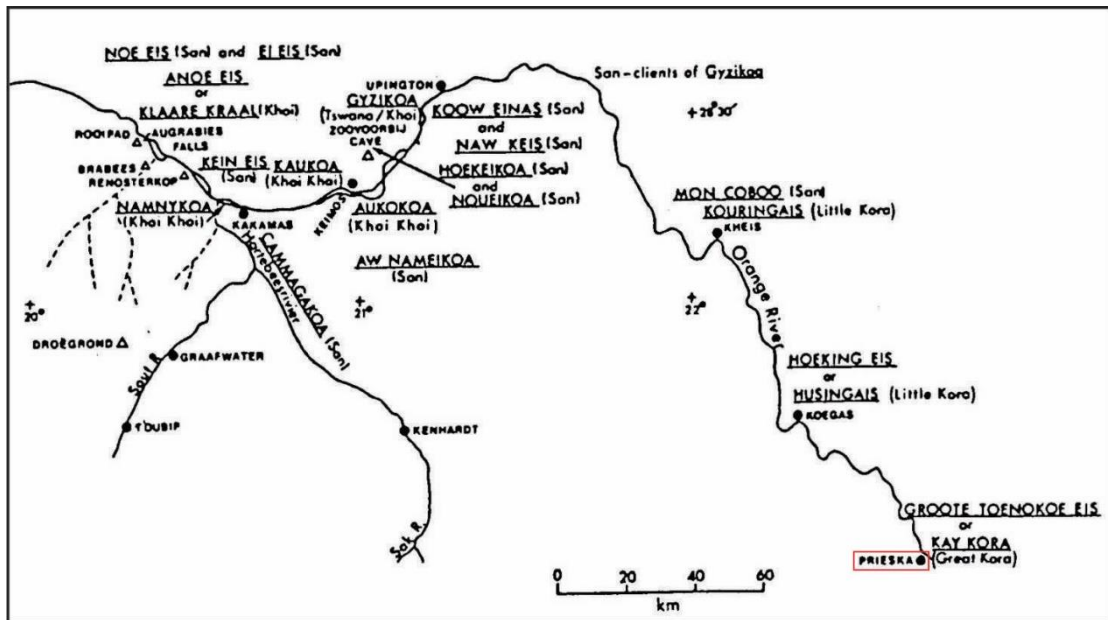 NOE EIS (San) and EI EIS (San)
ANOE EIS
or
KLAARE KRAAL (Khoi)
ROOIPAD
AUGRABIES
FALLS
BRABEES
RENOSTERKOP
NAMNYKOA
(Khoi Khoi)
KEIN EIS
(San)
KAUKOA
(Khoi Khoi)
KAKAMAS
KEIMOS
UPINGTON
GYZIKOA
(Tswana/Khoi
ZOOVOORBIJ
CAVE
KOOW EINAS (San)
and
NAW KEIS (San)
HOEKEIKOA (San)
and
NOUEIKOA (San)
AUKOKOA
(Khoi Khoi)
AW NAMEIKOA
(San)
CAMMAGAKOA (San)
Hartebeesrivier
San-clients of Gyzikoa
+28°30′
MON COBOO (San)
KOURINGAIS (Little Kora)
KHEIS
Orange River
+
20°
+
21°
+
22°
DROËGROND
GRAAFWATER
Sout R.
T'OUBIP
KENHARDT
Sak R.
HOEKING EIS
or
HUSINGAIS (Little Kora)
KOEGAS
GROOTE TOENOKOE EIS
or
KAY KORA
(Great Kora)
PRIESKA
0 20 40 60
km